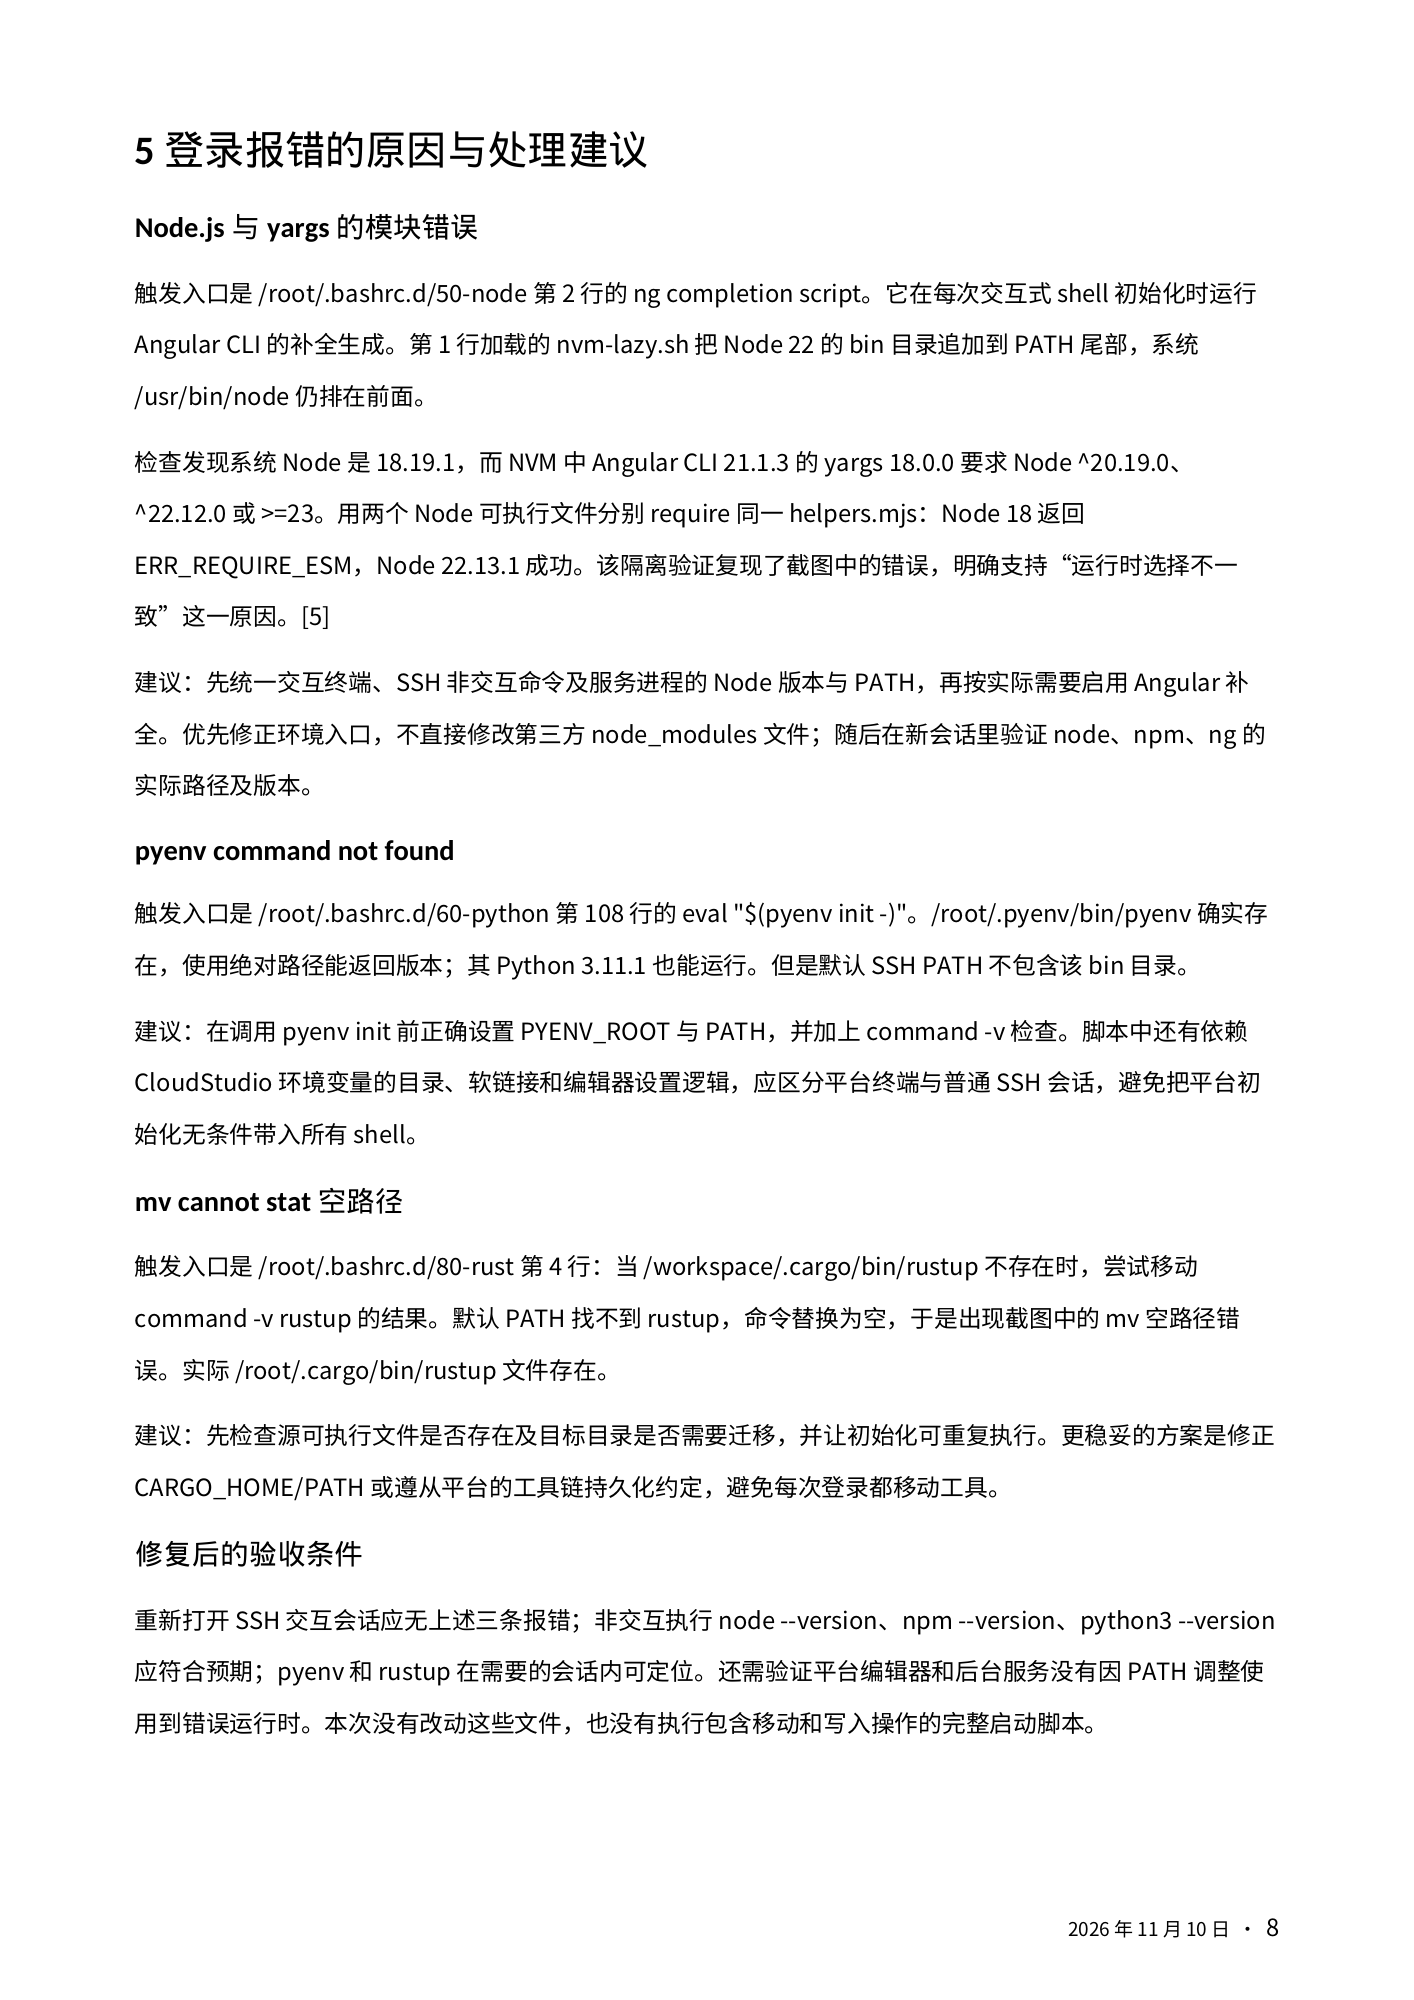 5 登录报错的原因与处理建议
Node.js 与 yargs 的模块错误
触发入口是 /root/.bashrc.d/50-node 第 2 行的 ng completion script。它在每次交互式 shell 初始化时运行
Angular CLI 的补全生成。第 1 行加载的 nvm-lazy.sh 把 Node 22 的 bin 目录追加到 PATH 尾部，系统
/usr/bin/node 仍排在前面。
检查发现系统 Node 是 18.19.1，而 NVM 中 Angular CLI 21.1.3 的 yargs 18.0.0 要求 Node ^20.19.0、
^22.12.0 或 >=23。用两个 Node 可执行文件分别 require 同一 helpers.mjs：Node 18 返回
ERR_REQUIRE_ESM，Node 22.13.1 成功。该隔离验证复现了截图中的错误，明确支持“运行时选择不一
致”这一原因。[5]
建议：先统一交互终端、SSH 非交互命令及服务进程的 Node 版本与 PATH，再按实际需要启用 Angular 补
全。优先修正环境入口，不直接修改第三方 node_modules 文件；随后在新会话里验证 node、npm、ng 的
实际路径及版本。
pyenv command not found
触发入口是 /root/.bashrc.d/60-python 第 108 行的 eval "$(pyenv init -)"。/root/.pyenv/bin/pyenv 确实存
在，使用绝对路径能返回版本；其 Python 3.11.1 也能运行。但是默认 SSH PATH 不包含该 bin 目录。
建议：在调用 pyenv init 前正确设置 PYENV_ROOT 与 PATH，并加上 command -v 检查。脚本中还有依赖
CloudStudio 环境变量的目录、软链接和编辑器设置逻辑，应区分平台终端与普通 SSH 会话，避免把平台初
始化无条件带入所有 shell。
mv cannot stat 空路径
触发入口是 /root/.bashrc.d/80-rust 第 4 行：当 /workspace/.cargo/bin/rustup 不存在时，尝试移动
command -v rustup 的结果。默认 PATH 找不到 rustup，命令替换为空，于是出现截图中的 mv 空路径错
误。实际 /root/.cargo/bin/rustup 文件存在。
建议：先检查源可执行文件是否存在及目标目录是否需要迁移，并让初始化可重复执行。更稳妥的方案是修正
CARGO_HOME/PATH 或遵从平台的工具链持久化约定，避免每次登录都移动工具。
修复后的验收条件
重新打开 SSH 交互会话应无上述三条报错；非交互执行 node --version、npm --version、python3 --version
应符合预期；pyenv 和 rustup 在需要的会话内可定位。还需验证平台编辑器和后台服务没有因 PATH 调整使
用到错误运行时。本次没有改动这些文件，也没有执行包含移动和写入操作的完整启动脚本。
2026 年 11 月 10 日 · 8